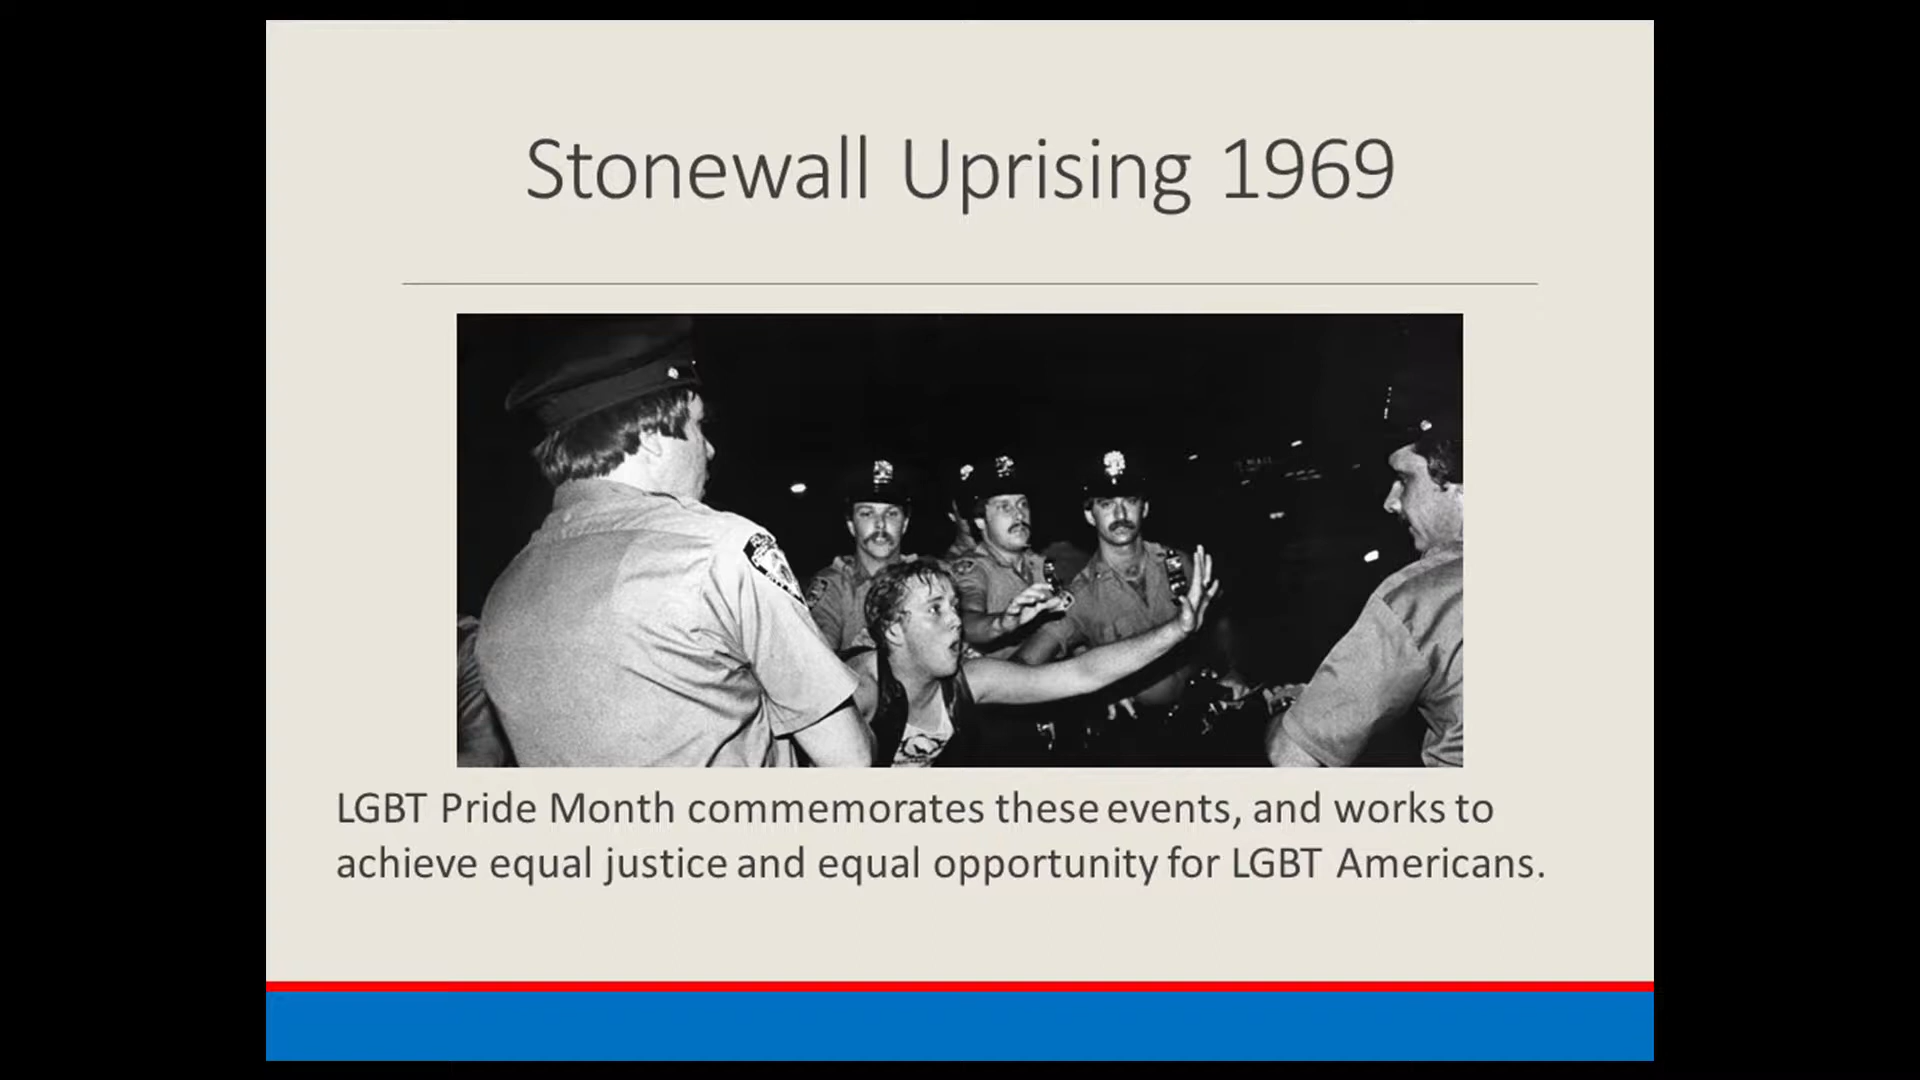 Stonewall Uprising 1969
LGBT Pride Month commemorates these events, and works to
achieve equal justice and equal opportunity for LGBT Americans.